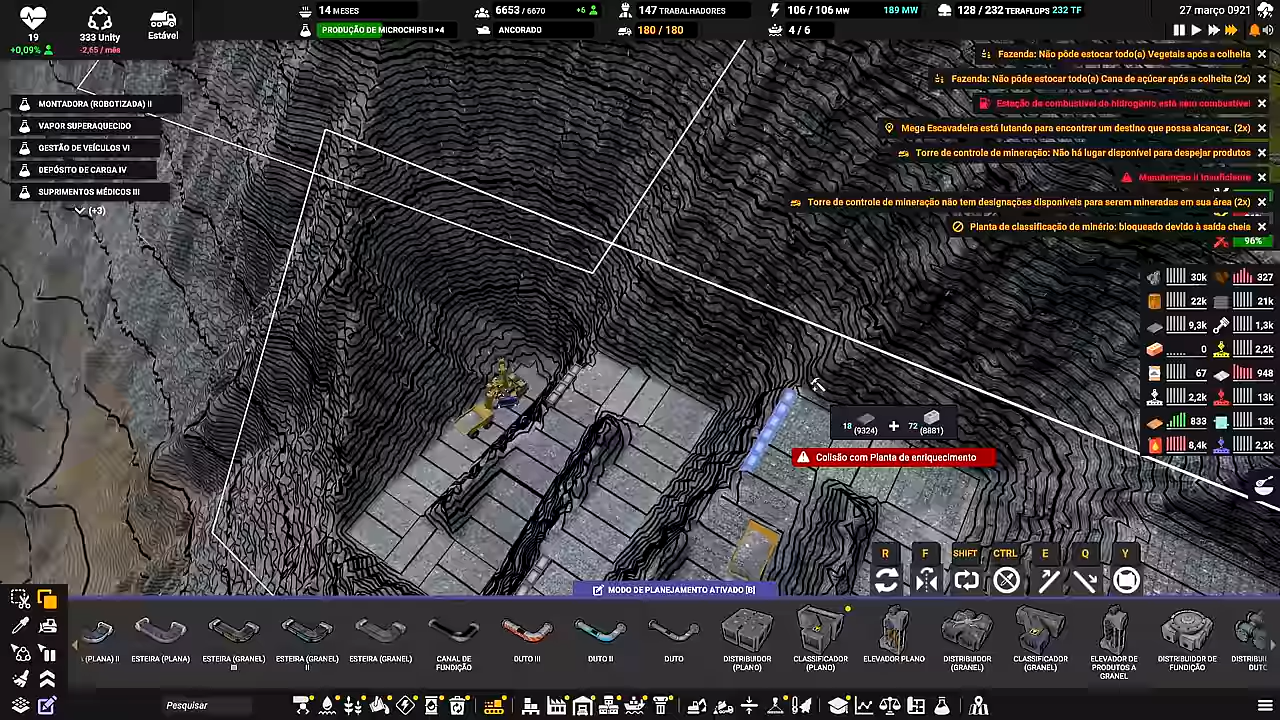 19
+0,09%
333 Unity
-2,65 / mês
Estável
14 MESES
PRODUÇÃO DE MICROCHIPS II +4
6653 / 6670
+6
ANCORADO
147 TRABALHADORES
180 / 180
106 / 106 MW
189 MW
4 / 6
128 / 232 TERAFLOPS
232 TF
27 março 0921
Fazenda: Não pôde estocar todo(a) Vegetais após a colheita
Fazenda: Não pôde estocar todo(a) Cana de açúcar após a colheita (2x)
Estação de combustível de hidrogênio está sem combustível
Mega Escavadeira está lutando para encontrar um destino que possa alcançar. (2x)
Torre de controle de mineração: Não há lugar disponível para despejar produtos
Manutenção II insuficiente
Torre de controle de mineração não tem designações disponíveis para serem mineradas em sua área (2x)
Planta de classificação de minério: bloqueado devido à saída cheia
96%
MONTADORA (ROBOTIZADA) II
VAPOR SUPERAQUECIDO
GESTÃO DE VEÍCULOS VI
DEPÓSITO DE CARGA IV
SUPRIMENTOS MÉDICOS III
(+3)
30k 327
22k 21k
9,3k 1,3k
0 2,2k
67 948
2,2k 13k
833 13k
8,4k 2,2k
18 (9324) + 72 (8881)
Colisão com Planta de enriquecimento
R F SHIFT CTRL E Q Y
MODO DE PLANEJAMENTO ATIVADO [B]
(PLANA) II
ESTEIRA (PLANA)
ESTEIRA (GRANEL) III
ESTEIRA (GRANEL) II
ESTEIRA (GRANEL)
CANAL DE FUNDIÇÃO
DUTO III
DUTO II
DUTO
DISTRIBUIDOR (PLANO)
CLASSIFICADOR (PLANO)
ELEVADOR PLANO
DISTRIBUIDOR (GRANEL)
CLASSIFICADOR (GRANEL)
ELEVADOR DE PRODUTOS A GRANEL
DISTRIBUIDOR DE FUNDIÇÃO
Pesquisar